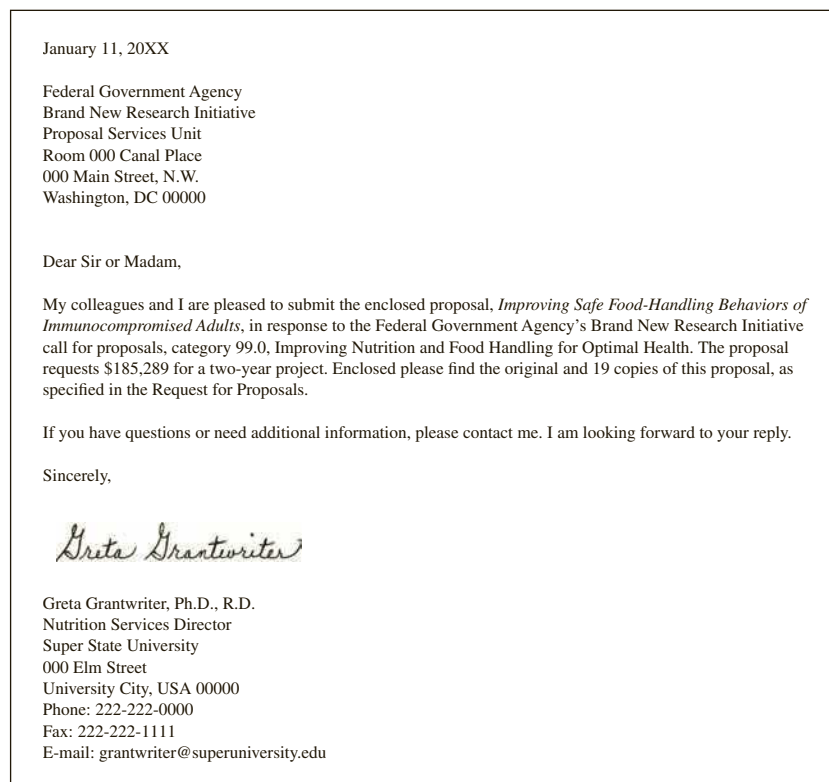 January 11, 20XX
Federal Government Agency
Brand New Research Initiative
Proposal Services Unit
Room 000 Canal Place
000 Main Street, N.W.
Washington, DC 00000
Dear Sir or Madam,
My colleagues and I are pleased to submit the enclosed proposal, Improving Safe Food-Handling Behaviors of
Immunocompromised Adults, in response to the Federal Government Agency’s Brand New Research Initiative
call for proposals, category 99.0, Improving Nutrition and Food Handling for Optimal Health. The proposal
requests $185,289 for a two-year project. Enclosed please find the original and 19 copies of this proposal, as
specified in the Request for Proposals.
If you have questions or need additional information, please contact me. I am looking forward to your reply.
Sincerely,
Greta Grantwriter
Greta Grantwriter, Ph.D., R.D.
Nutrition Services Director
Super State University
000 Elm Street
University City, USA 00000
Phone: 222-222-0000
Fax: 222-222-1111
E-mail: grantwriter@superuniversity.edu